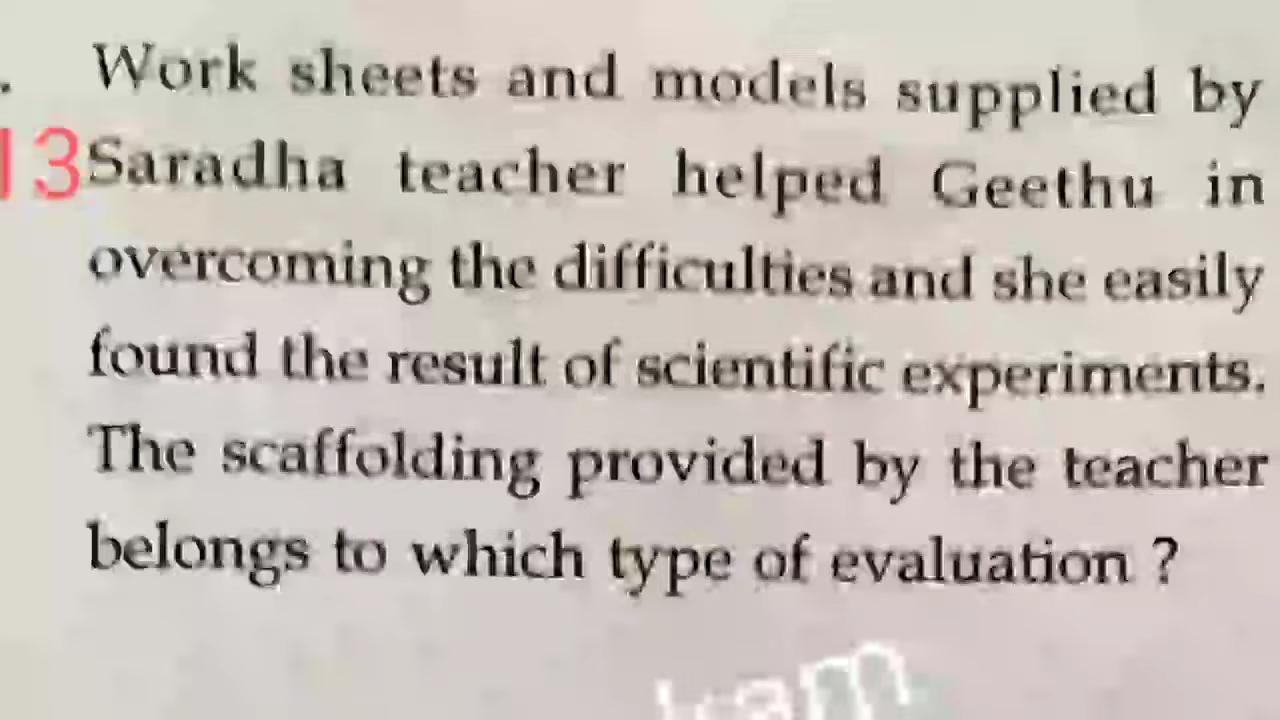 . Work sheets and models supplied by
13 Saradha teacher helped Geethu in
overcoming the difficulties and she easily
found the result of scientific experiments.
The scaffolding provided by the teacher
belongs to which type of evaluation ?